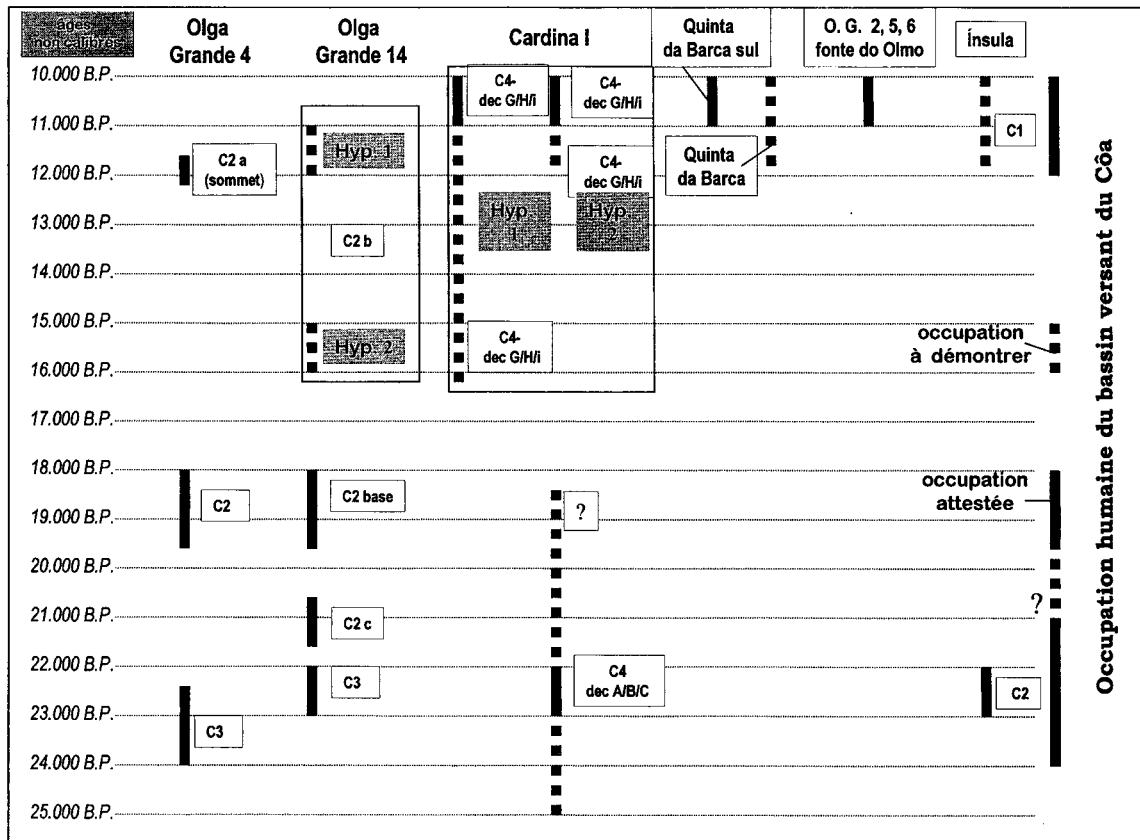 ages
non calibrés
Olga
Grande 4
Olga
Grande 14
Cardina I
Quinta
da Barca sul
O. G. 2, 5, 6
fonte do Olmo
Ínsula
10.000 B.P.
C4-
dec G/H/i
C4-
dec G/H/i
11.000 B.P.
C1
Hyp. 1
C2 a
(sommet)
C4-
dec G/H/i
Quinta
da Barca
12.000 B.P.
Hyp.
1
Hyp.
2
13.000 B.P.
C2 b
14.000 B.P.
15.000 B.P.
Hyp. 2
C4-
dec G/H/i
occupation
à démontrer
16.000 B.P.
17.000 B.P.
18.000 B.P.
C2
C2 base
?
occupation
attestée
19.000 B.P.
20.000 B.P.
?
21.000 B.P.
C2 c
22.000 B.P.
C3
C4
dec A/B/C
C2
23.000 B.P.
C3
24.000 B.P.
25.000 B.P.
Occupation humaine du bassin versant du Côa